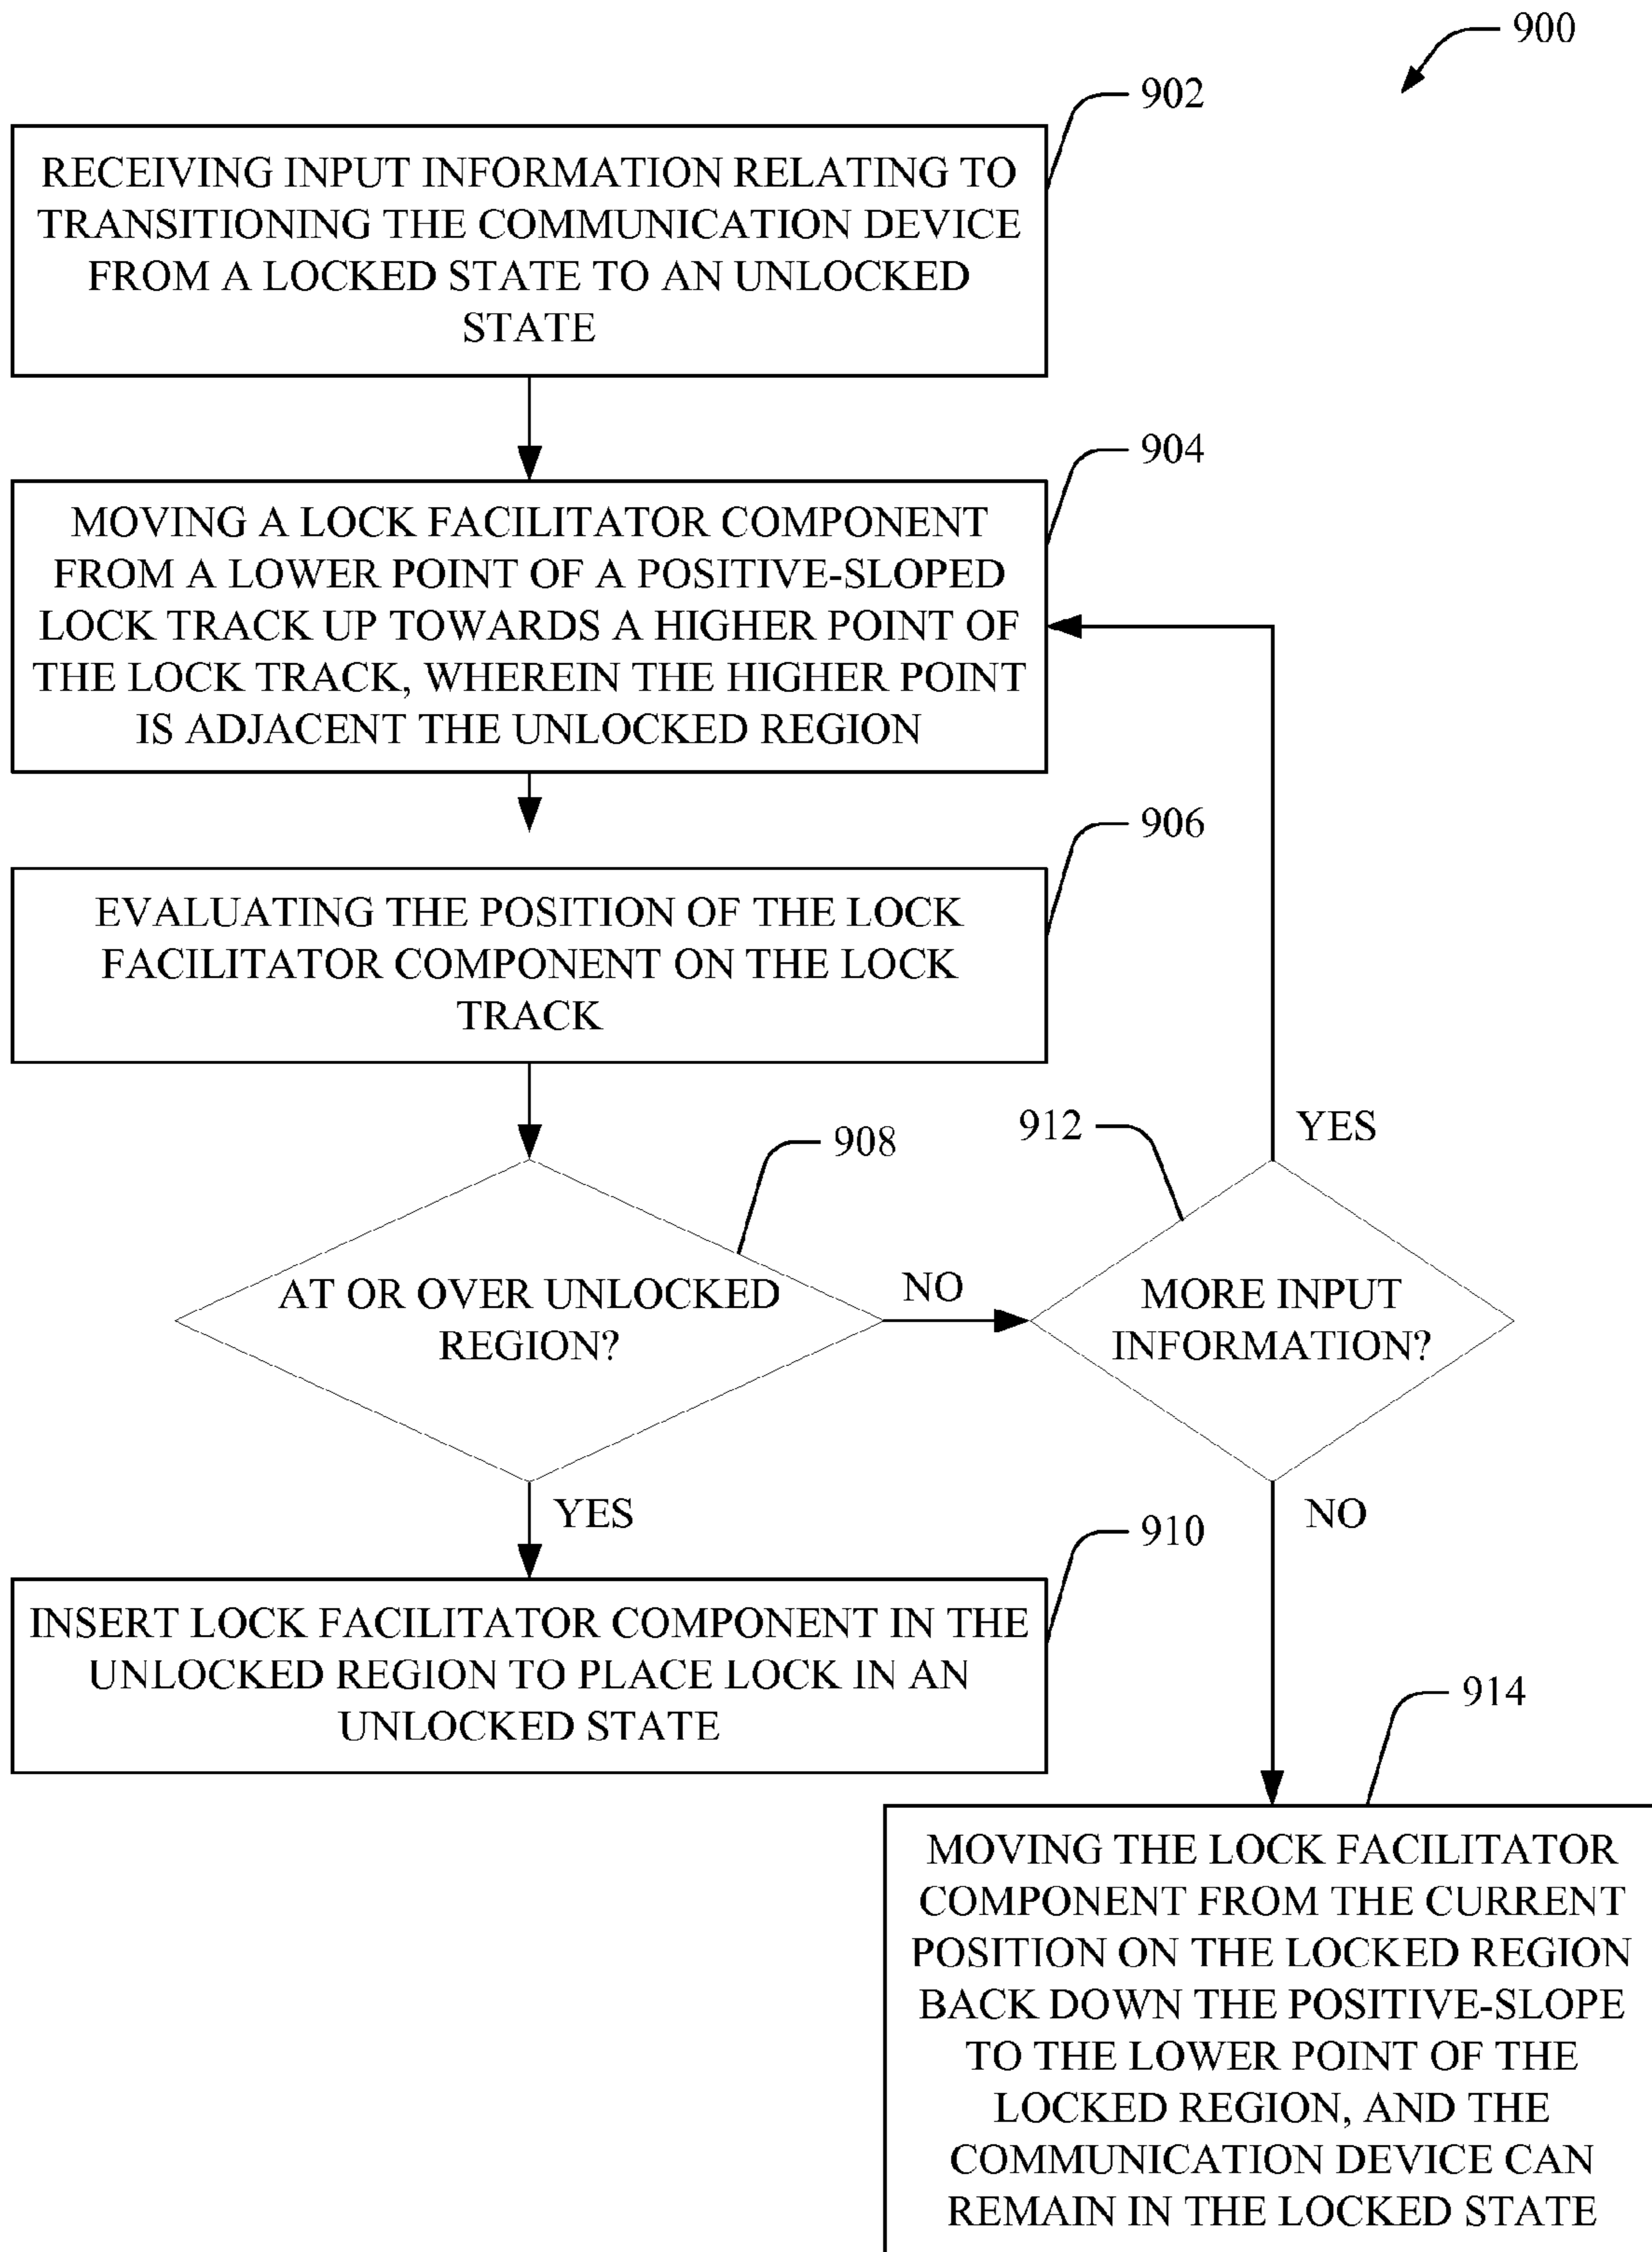 900
902
RECEIVING INPUT INFORMATION RELATING TO
TRANSITIONING THE COMMUNICATION DEVICE
FROM A LOCKED STATE TO AN UNLOCKED
STATE
904
MOVING A LOCK FACILITATOR COMPONENT
FROM A LOWER POINT OF A POSITIVE-SLOPED
LOCK TRACK UP TOWARDS A HIGHER POINT OF
THE LOCK TRACK, WHEREIN THE HIGHER POINT
IS ADJACENT THE UNLOCKED REGION
906
EVALUATING THE POSITION OF THE LOCK
FACILITATOR COMPONENT ON THE LOCK
TRACK
908
AT OR OVER UNLOCKED
REGION?
NO
YES
912
YES
MORE INPUT
INFORMATION?
NO
910
INSERT LOCK FACILITATOR COMPONENT IN THE
UNLOCKED REGION TO PLACE LOCK IN AN
UNLOCKED STATE
914
MOVING THE LOCK FACILITATOR
COMPONENT FROM THE CURRENT
POSITION ON THE LOCKED REGION
BACK DOWN THE POSITIVE-SLOPE
TO THE LOWER POINT OF THE
LOCKED REGION, AND THE
COMMUNICATION DEVICE CAN
REMAIN IN THE LOCKED STATE